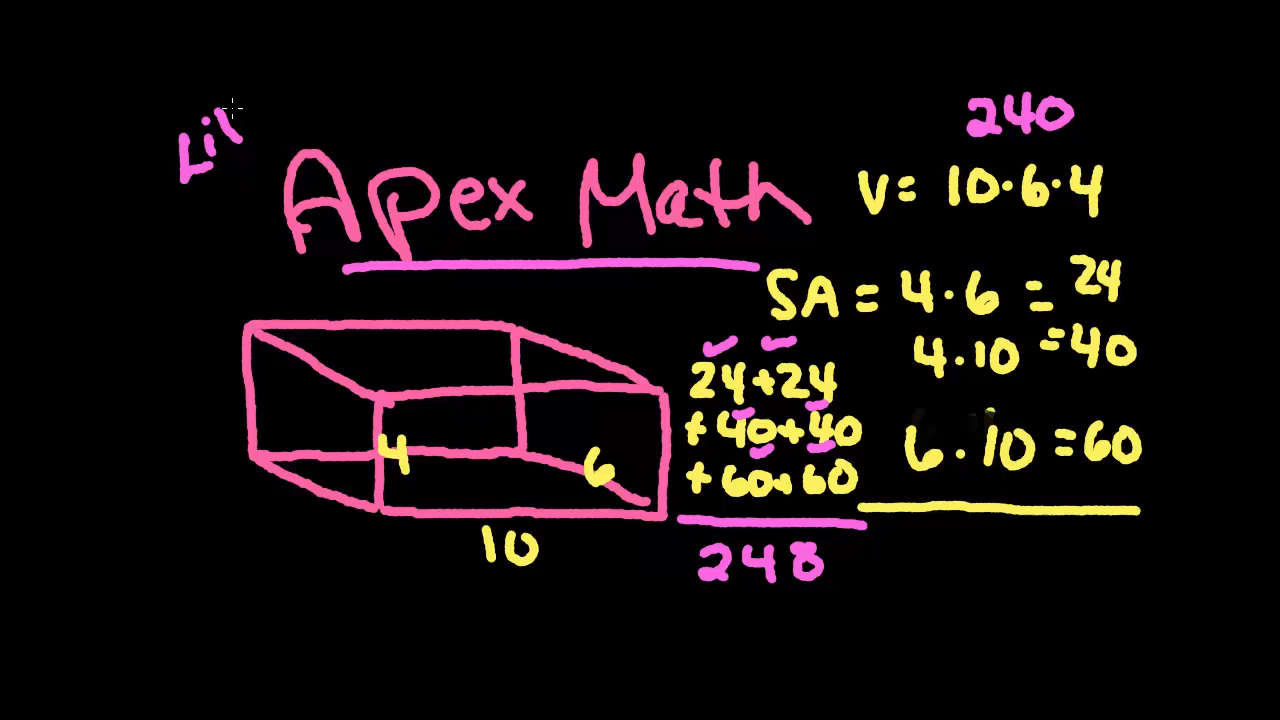 Lil
Apex Math
240
V = 10·6·4
SA = 4·6 = 24
4·10 = 40
6·10 = 60
24+24
+40+40
+60+60
248
4
6
10